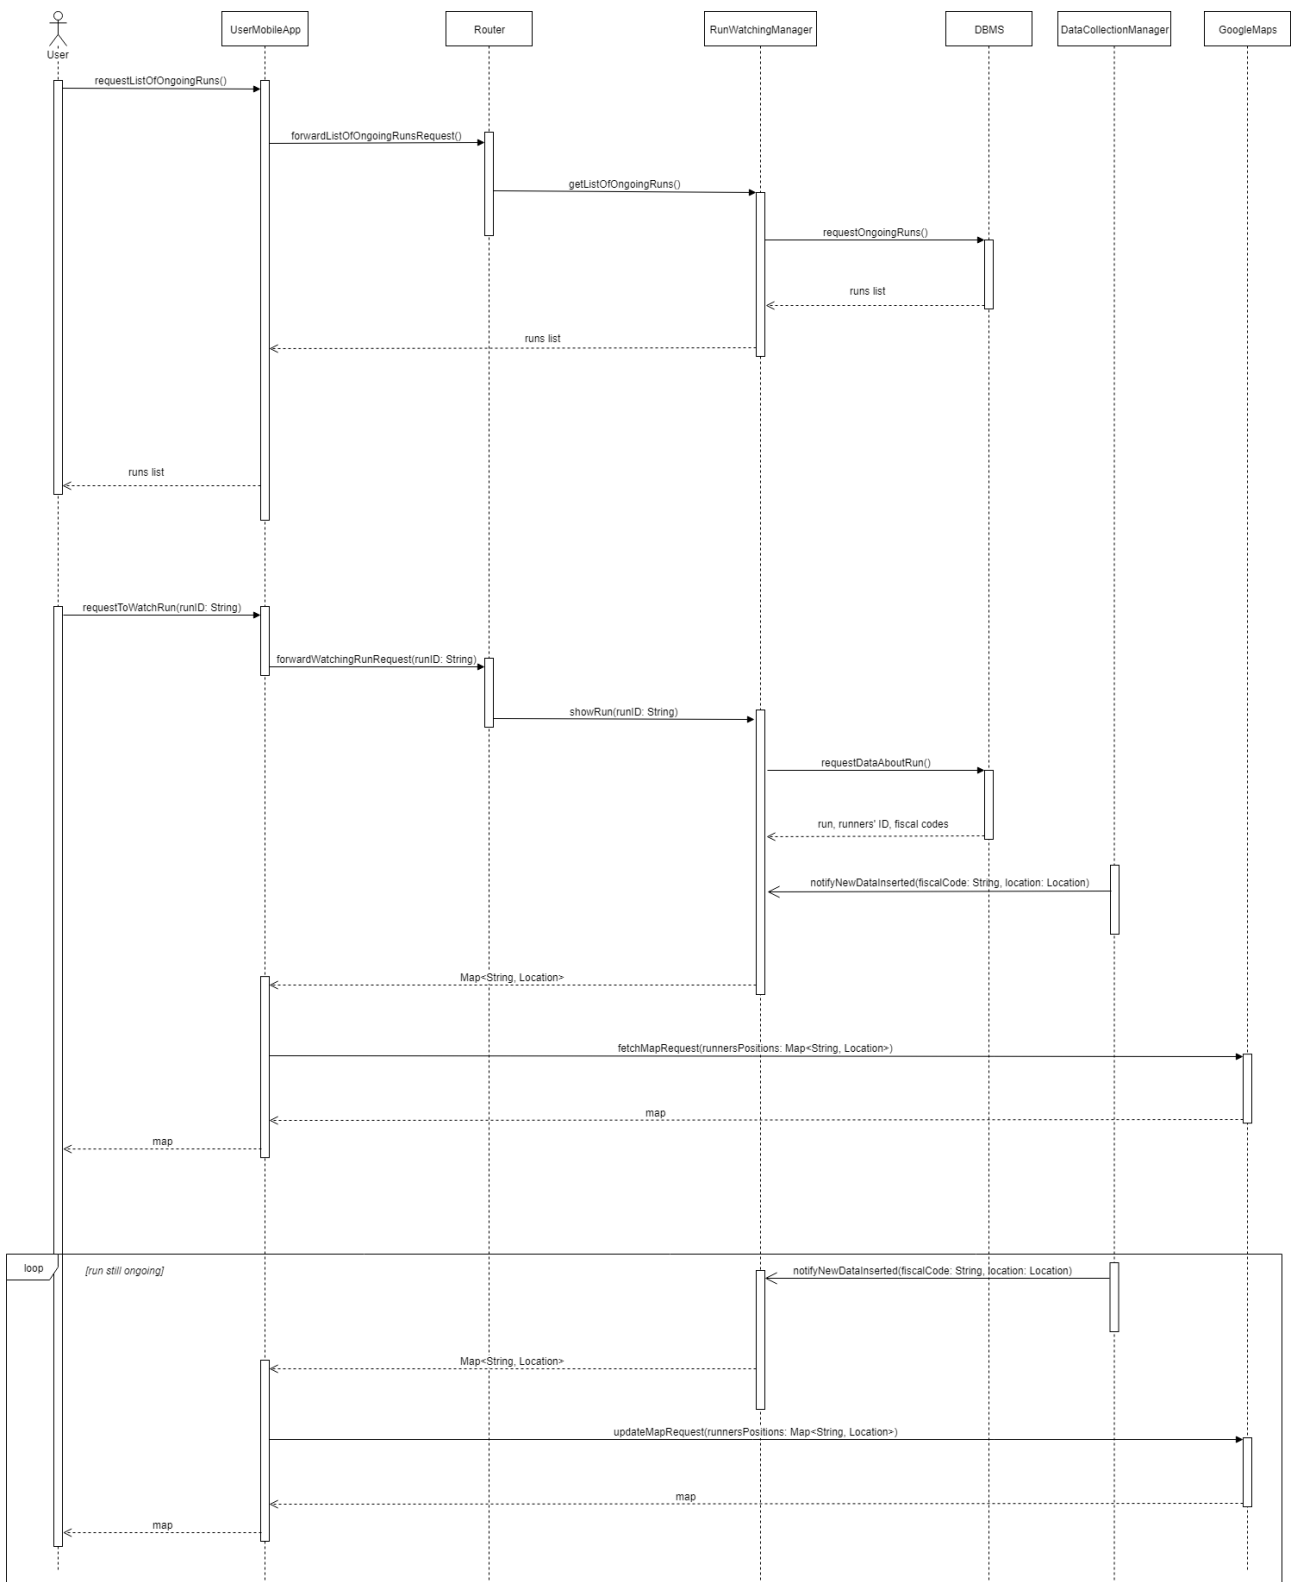 User
UserMobileApp
Router
RunWatchingManager
DBMS
DataCollectionManager
GoogleMaps
requestListOfOngoingRuns()
forwardListOfOngoingRunsRequest()
getListOfOngoingRuns()
requestOngoingRuns()
runs list
runs list
runs list
requestToWatchRun(runID: String)
forwardWatchingRunRequest(runID: String)
showRun(runID: String)
requestDataAboutRun()
run, runners' ID, fiscal codes
notifyNewDataInserted(fiscalCode: String, location: Location)
Map<String, Location>
fetchMapRequest(runnersPositions: Map<String, Location>)
map
map
loop
[run still ongoing]
notifyNewDataInserted(fiscalCode: String, location: Location)
Map<String, Location>
updateMapRequest(runnersPositions: Map<String, Location>)
map
map